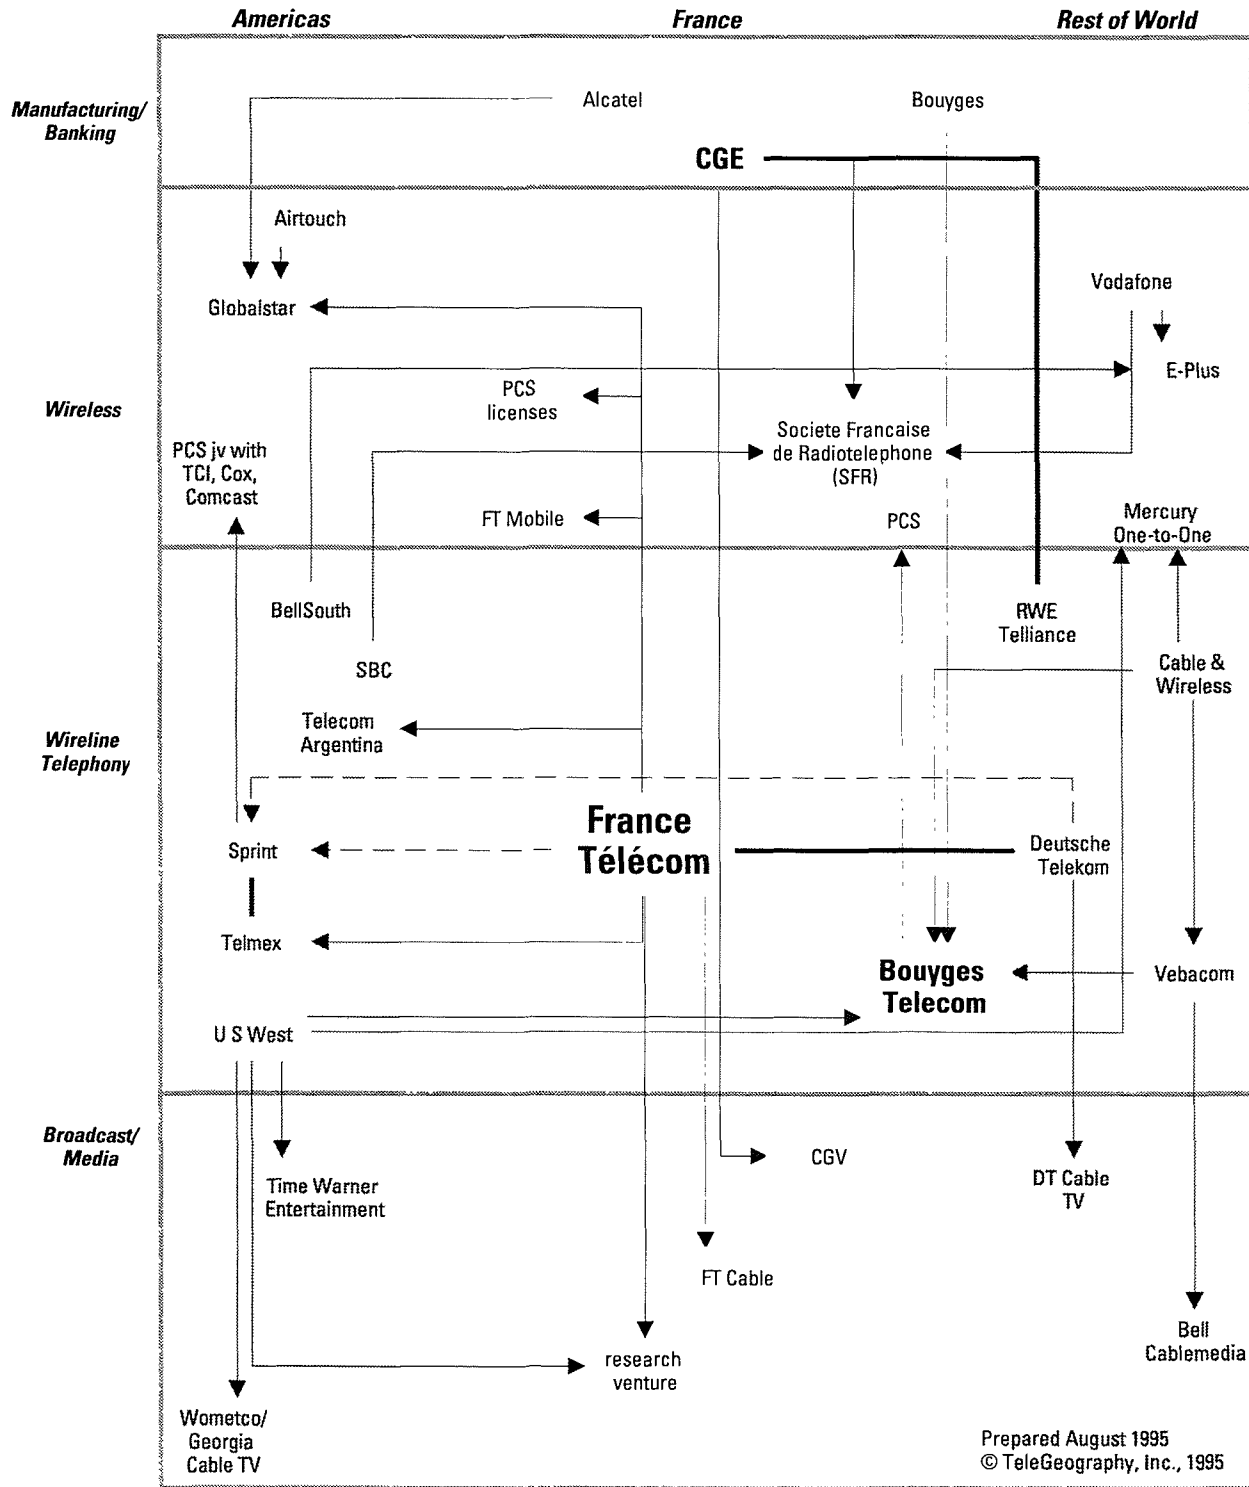 Americas
France
Rest of World
Manufacturing/
Banking
Alcatel
Bouyges
CGE
Airtouch
Globalstar
Vodafone
E-Plus
Wireless
PCS
licenses
PCS jv with
TCI, Cox,
Comcast
Societe Francaise
de Radiotelephone
(SFR)
FT Mobile
PCS
Mercury
One-to-One
BellSouth
SBC
RWE
Telliance
Cable &
Wireless
Wireline
Telephony
Telecom
Argentina
France
Télécom
Sprint
Deutsche
Telekom
Telmex
Bouyges
Telecom
Vebacom
U S West
Broadcast/
Media
Time Warner
Entertainment
CGV
DT Cable
TV
FT Cable
Bell
Cablemedia
research
venture
Wometco/
Georgia
Cable TV
Prepared August 1995
© TeleGeography, Inc., 1995